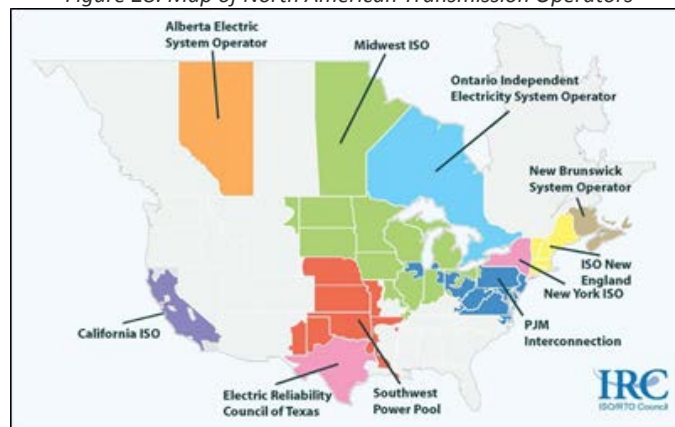 Figure 28. Map of North American Transmission Operators
Alberta Electric
System Operator
Midwest ISO
Ontario Independent
Electricity System Operator
New Brunswick
System Operator
ISO New
England
New York ISO
PJM
Interconnection
California ISO
Electric Reliability
Council of Texas
Southwest
Power Pool
IRC
ISO/RTO Council